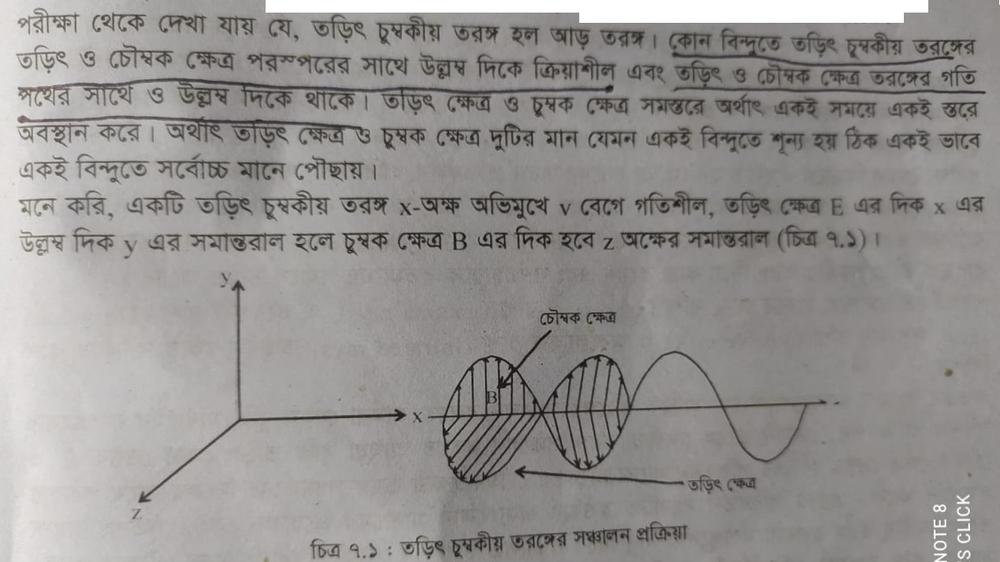 পরীক্ষা থেকে দেখা যায় যে, তড়িৎ চুম্বকীয় তরঙ্গ হল আড় তরঙ্গ। কোন বিন্দুতে তড়িৎ চুম্বকীয় তরঙ্গের
তড়িৎ ও চৌম্বক ক্ষেত্র পরস্পরের সাথে উল্লম্ব দিকে ক্রিয়াশীল এবং তড়িৎ ও চৌম্বক ক্ষেত্র তরঙ্গের গতি
পথের সাথে ও উল্লম্ব দিকে থাকে। তড়িৎ ক্ষেত্র ও চুম্বক ক্ষেত্র সমস্তরে অর্থাৎ একই সময়ে একই স্তরে
অবস্থান করে। অর্থাৎ তড়িৎ ক্ষেত্র ও চুম্বক ক্ষেত্র দুটির মান যেমন একই বিন্দুতে শূন্য হয় ঠিক একই ভাবে
একই বিন্দুতে সর্বোচ্চ মানে পৌছায়।
মনে করি, একটি তড়িৎ চুম্বকীয় তরঙ্গ x-অক্ষ অভিমুখে v বেগে গতিশীল, তড়িৎ ক্ষেত্র E এর দিক x এর
উল্লম্ব দিক y এর সমান্তরাল হলে চুম্বক ক্ষেত্র B এর দিক হবে z অক্ষের সমান্তরাল (চিত্র ৭.১)।
y
চৌম্বক ক্ষেত্র
B
x
তড়িৎ ক্ষেত্র
z
চিত্র ৭.১ : তড়িৎ চুম্বকীয় তরঙ্গের সঞ্চালন প্রক্রিয়া
NOTE 8
S CLICK